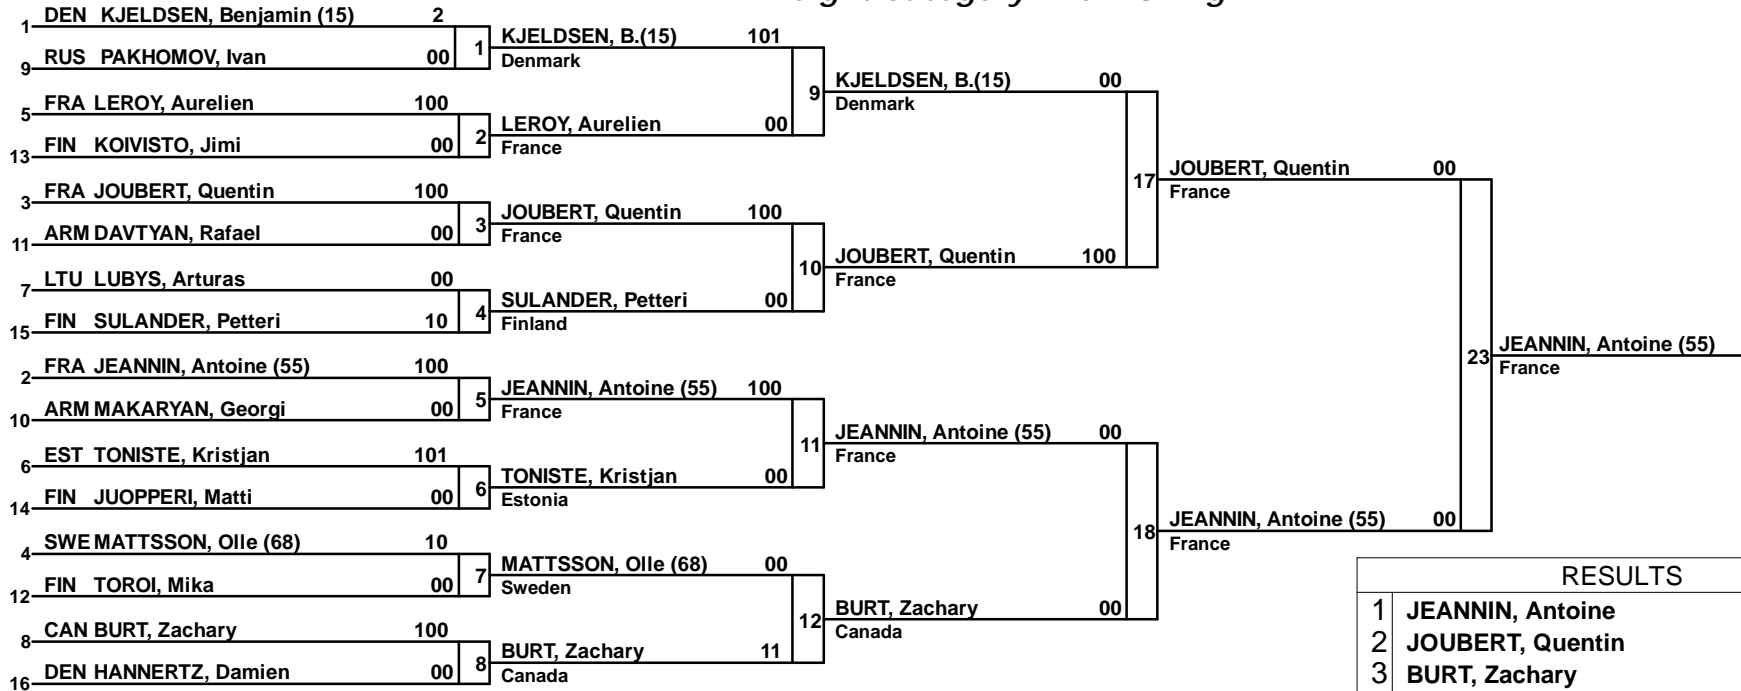 DEN KJELDSEN, Benjamin (15) 2
1
RUS PAKHOMOV, Ivan 00
9
1
FRA LEROY, Aurelien 100
5
FIN KOIVISTO, Jimi 00
13
2
FRA JOUBERT, Quentin 100
3
ARM DAVTYAN, Rafael 00
11
3
LTU LUBYS, Arturas 00
7
FIN SULANDER, Petteri 10
15
4
FRA JEANNIN, Antoine (55) 100
2
ARM MAKARYAN, Georgi 00
10
5
EST TONISTE, Kristjan 101
6
FIN JUOPPERI, Matti 00
14
6
SWE MATTSSON, Olle (68) 10
4
FIN TOROI, Mika 00
12
7
CAN BURT, Zachary 100
8
DEN HANNERTZ, Damien 00
16
8
KJELDSEN, B.(15) 101
Denmark
LEROY, Aurelien 00
France
9
JOUBERT, Quentin 100
France
SULANDER, Petteri 00
Finland
10
JEANNIN, Antoine (55) 100
France
TONISTE, Kristjan 00
Estonia
11
MATTSSON, Olle (68) 00
Sweden
BURT, Zachary 11
Canada
12
KJELDSEN, B.(15) 00
Denmark
JOUBERT, Quentin 100
France
17
JEANNIN, Antoine (55) 00
France
BURT, Zachary 00
Canada
18
JOUBERT, Quentin 00
France
JEANNIN, Antoine (55) 00
France
23
JEANNIN, Antoine (55)
France
RESULTS
1 JEANNIN, Antoine
2 JOUBERT, Quentin
3 BURT, Zachary